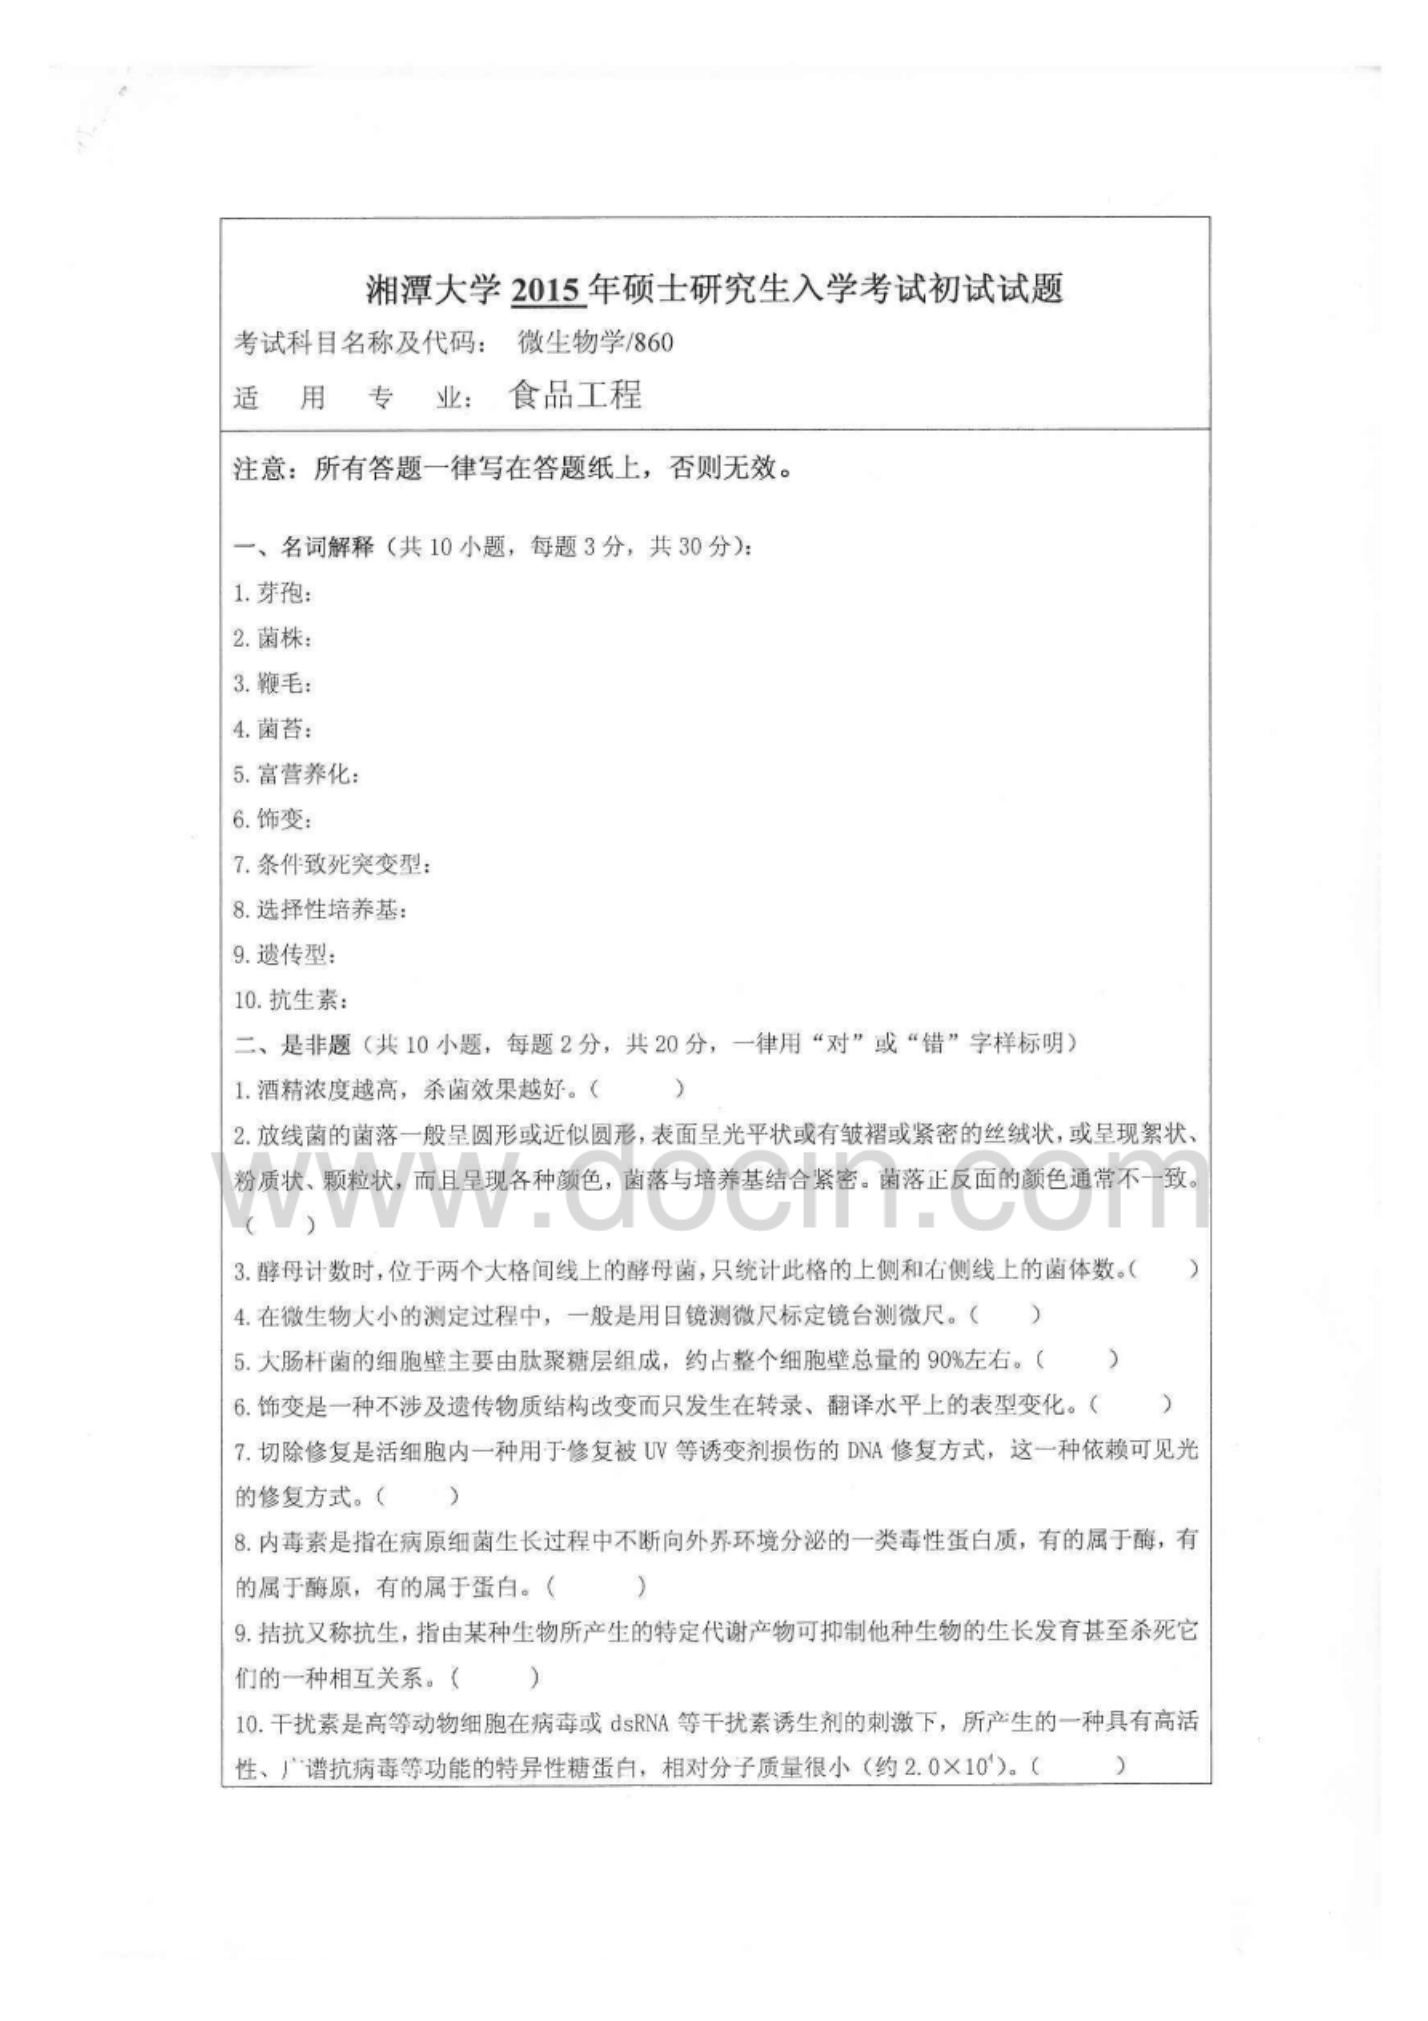 湘潭大学 2015 年硕士研究生入学考试初试试题
考试科目名称及代码： 微生物学/860
适 用 专 业： 食品工程
注意：所有答题一律写在答题纸上，否则无效。
一、名词解释（共 10 小题，每题 3 分，共 30 分）：
1. 芽孢：
2. 菌株：
3. 鞭毛：
4. 菌苔：
5. 富营养化：
6. 饰变：
7. 条件致死突变型：
8. 选择性培养基：
9. 遗传型：
10. 抗生素：
二、是非题（共 10 小题，每题 2 分，共 20 分，一律用“对”或“错”字样标明）
1. 酒精浓度越高，杀菌效果越好。（ ）
2. 放线菌的菌落一般呈圆形或近似圆形，表面呈光平状或有皱褶或紧密的丝绒状，或呈现絮状、
粉质状、颗粒状，而且呈现各种颜色，菌落与培养基结合紧密。菌落正反面的颜色通常不一致。
（ ）
www.docin.com
3. 酵母计数时，位于两个大格间线上的酵母菌，只统计此格的上侧和右侧线上的菌体数。（ ）
4. 在微生物大小的测定过程中，一般是用目镜测微尺标定镜台测微尺。（ ）
5. 大肠杆菌的细胞壁主要由肽聚糖层组成，约占整个细胞壁总量的 90%左右。（ ）
6. 饰变是一种不涉及遗传物质结构改变而只发生在转录、翻译水平上的表型变化。（ ）
7. 切除修复是活细胞内一种用于修复被 UV 等诱变剂损伤的 DNA 修复方式，这一种依赖可见光
的修复方式。（ ）
8. 内毒素是指在病原细菌生长过程中不断向外界环境分泌的一类毒性蛋白质，有的属于酶，有
的属于酶原，有的属于蛋白。（ ）
9. 拮抗又称抗生，指由某种生物所产生的特定代谢产物可抑制他种生物的生长发育甚至杀死它
们的一种相互关系。（ ）
10. 干扰素是高等动物细胞在病毒或 dsRNA 等干扰素诱生剂的刺激下，所产生的一种具有高活
性、广谱抗病毒等功能的特异性糖蛋白，相对分子质量很小（约 2.0×10⁴）。（ ）